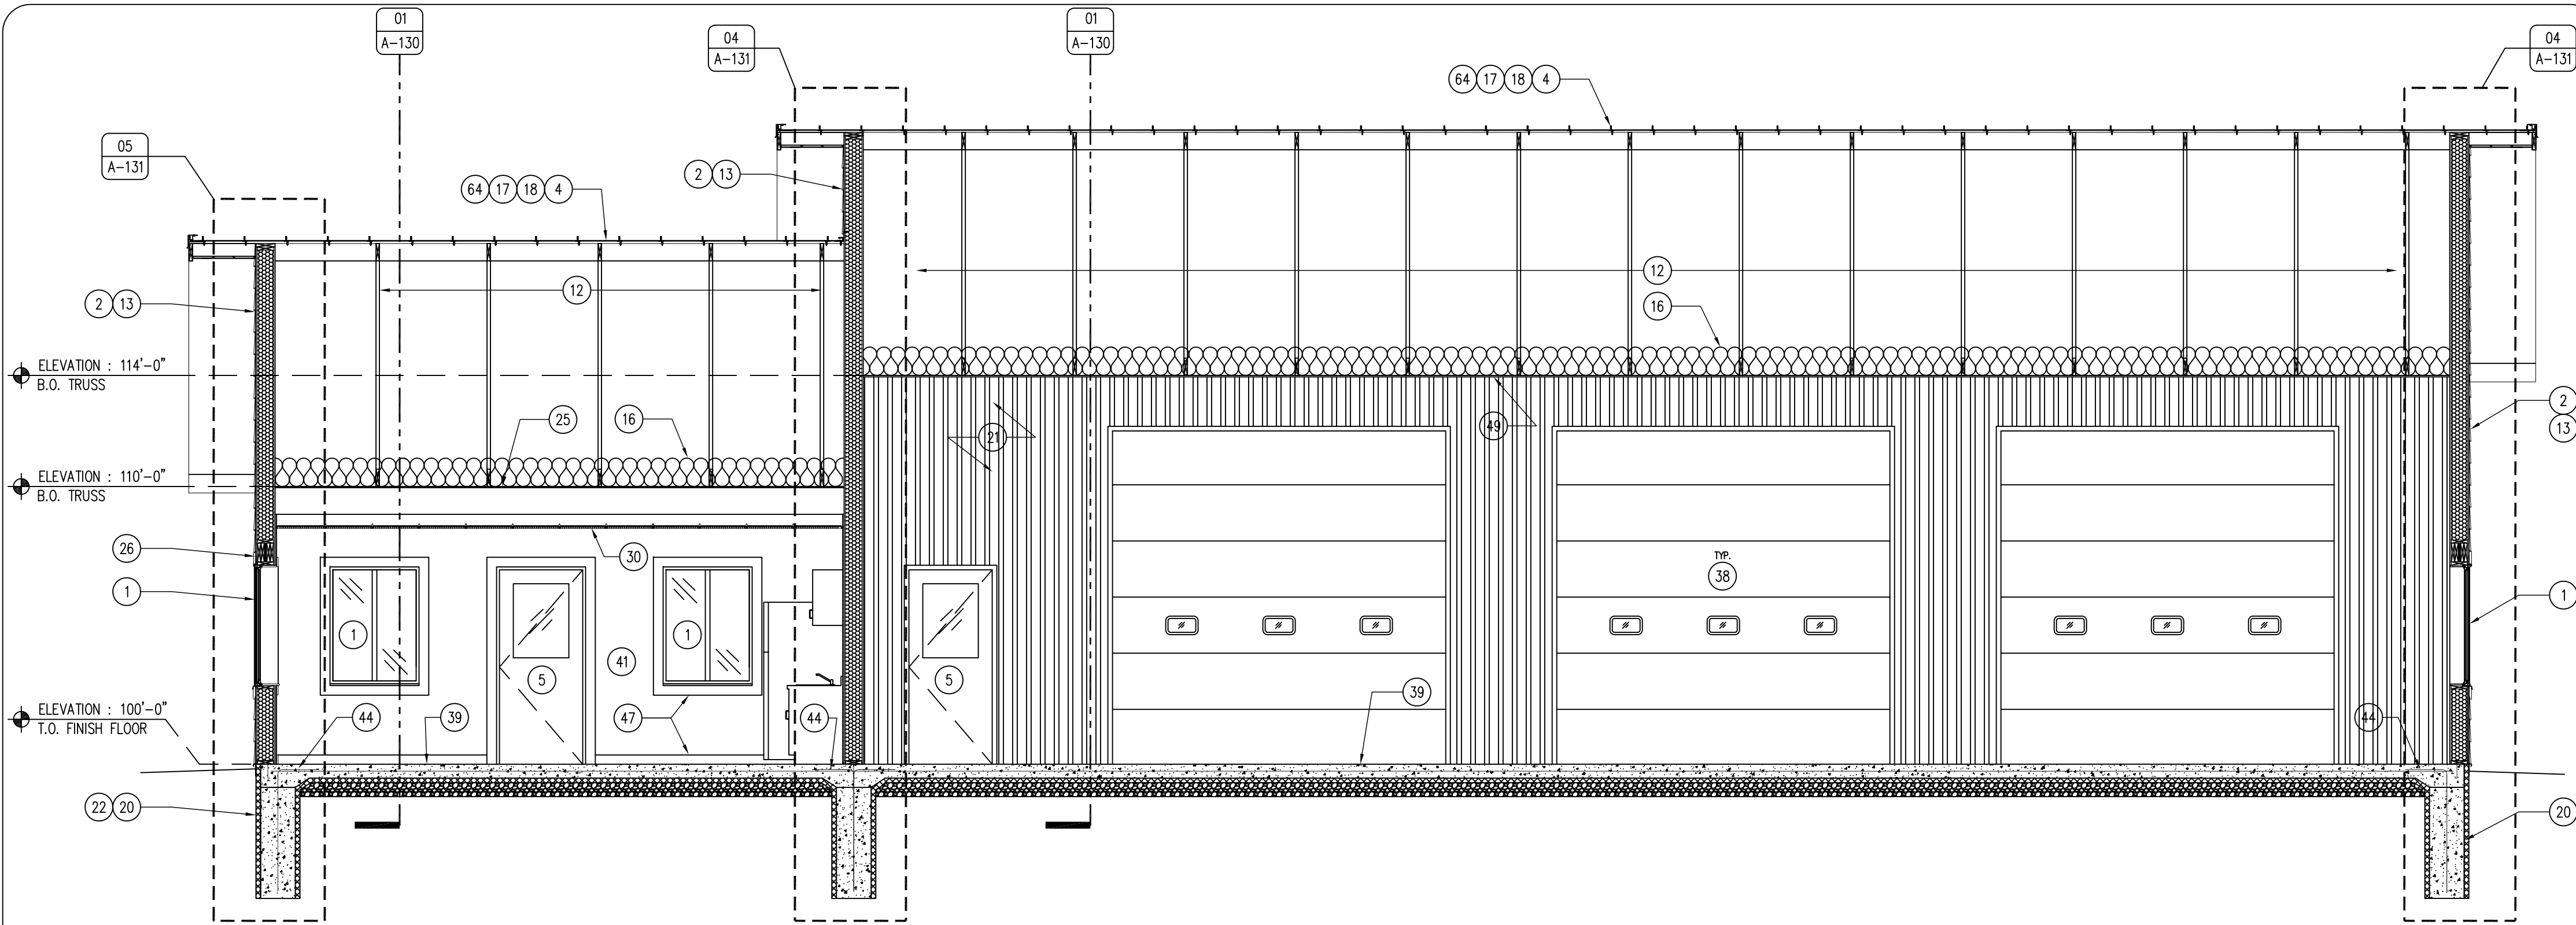 01
A-130
04
A-131
01
A-130
04
A-131
64 17 18 4
05
A-131
2 13
64 17 18 4
12
12
2 13
16
ELEVATION : 114'-0"
B.O. TRUSS
25
16
21
49
2
13
ELEVATION : 110'-0"
B.O. TRUSS
26
30
TYP.
38
1
1
1
1
41
5
5
39
ELEVATION : 100'-0"
T.O. FINISH FLOOR
44
39
47
44
44
22 20
20